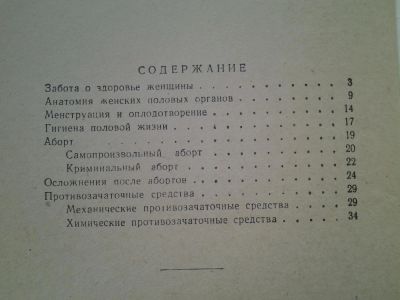 СОДЕРЖАНИЕ
Забота о здоровье женщины . . . . . . . . . . 3
Анатомия женских половых органов . . . . . . . 9
Менструация и оплодотворение . . . . . . . . . 14
Гигиена половой жизни . . . . . . . . . . . 17
Аборт . . . . . . . . . . . . . . . 19
Самопроизвольный аборт . . . . . . . . . 20
Криминальный аборт . . . . . . . . . . 22
Осложнения после абортов . . . . . . . . . . 24
Противозачаточные средства . . . . . . . . . 29
Механические противозачаточные средства . . . . 29
Химические противозачаточные средства . . . . . 34